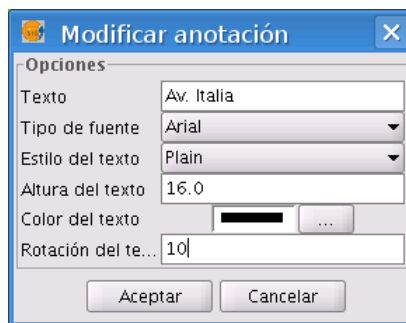 Modificar anotación
Opciones
Texto Av. Italia
Tipo de fuente Arial
Estilo del texto Plain
Altura del texto 16.0
Color del texto ...
Rotación del te... 10
Aceptar Cancelar